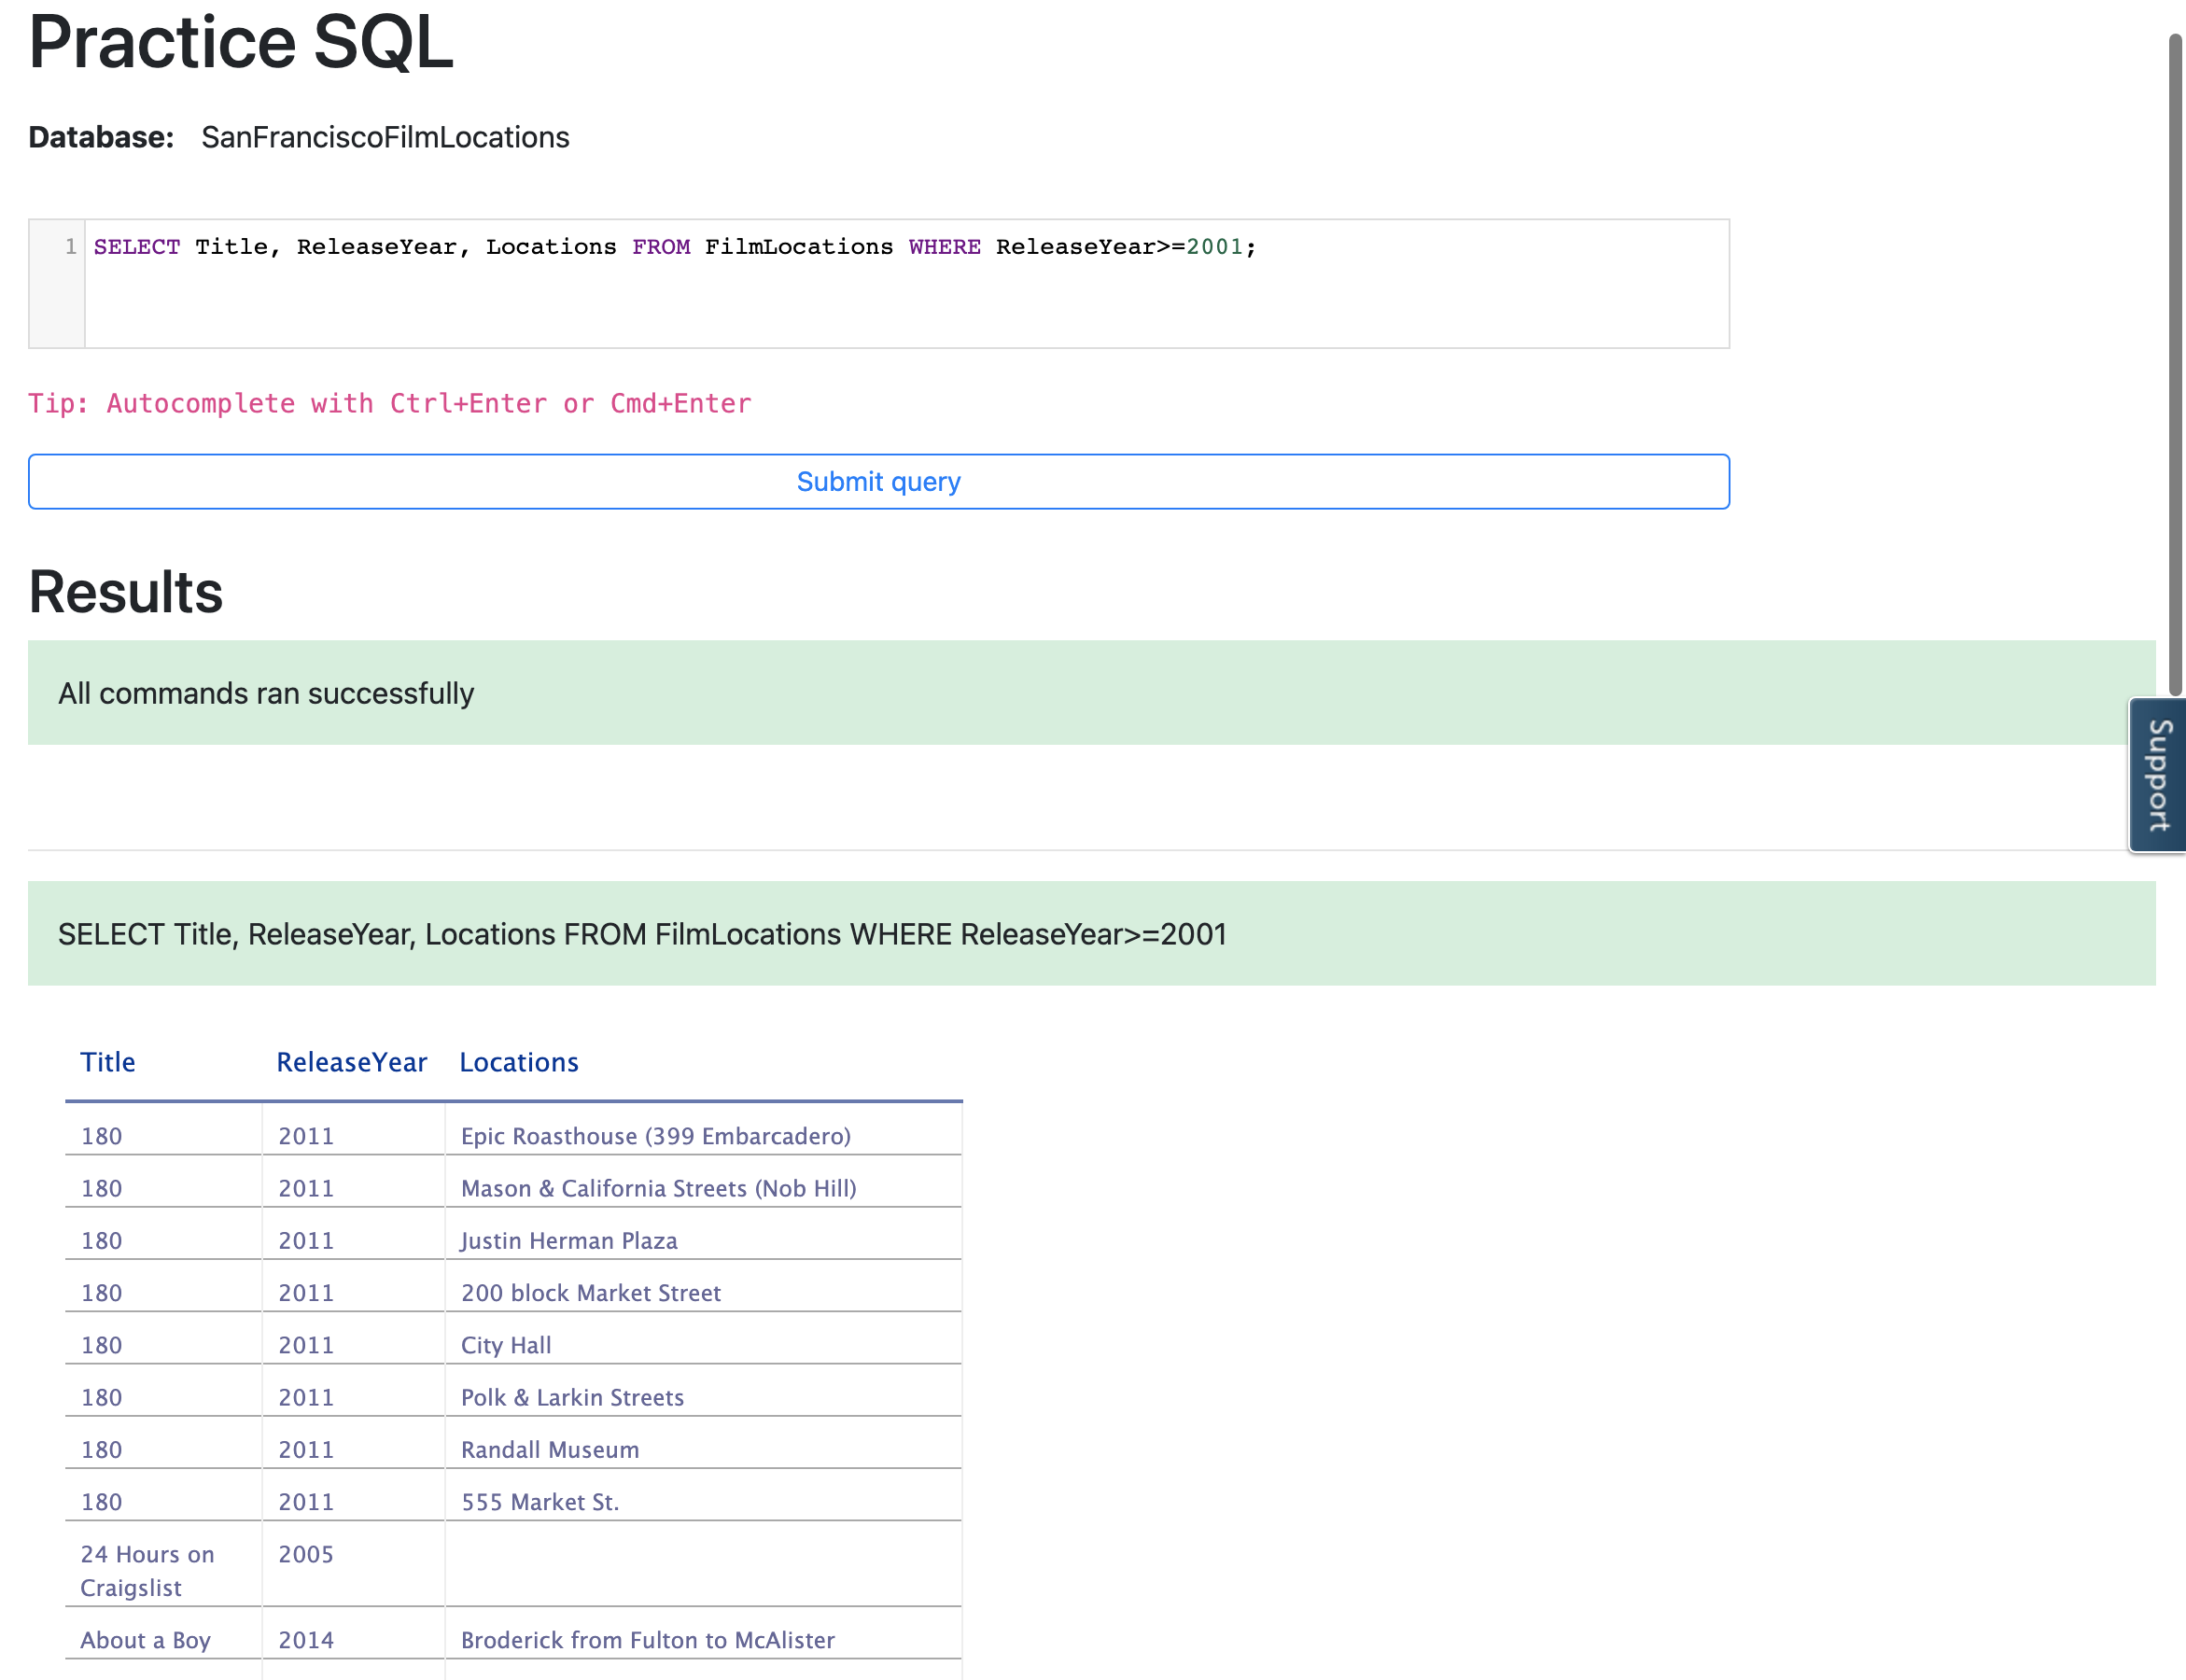 Practice SQL
Database: SanFranciscoFilmLocations
1 SELECT Title, ReleaseYear, Locations FROM FilmLocations WHERE ReleaseYear>=2001;
Tip: Autocomplete with Ctrl+Enter or Cmd+Enter
Submit query
Results
All commands ran successfully
Support
SELECT Title, ReleaseYear, Locations FROM FilmLocations WHERE ReleaseYear>=2001
Title ReleaseYear Locations
180 2011 Epic Roasthouse (399 Embarcadero)
180 2011 Mason & California Streets (Nob Hill)
180 2011 Justin Herman Plaza
180 2011 200 block Market Street
180 2011 City Hall
180 2011 Polk & Larkin Streets
180 2011 Randall Museum
180 2011 555 Market St.
24 Hours on 2005
Craigslist
About a Boy 2014 Broderick from Fulton to McAlister